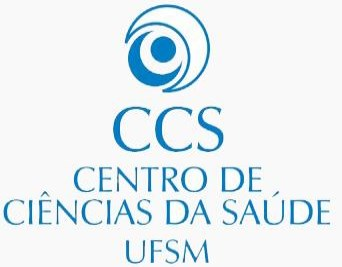 CCS
CENTRO DE
CIÊNCIAS DA SAÚDE
UFSM